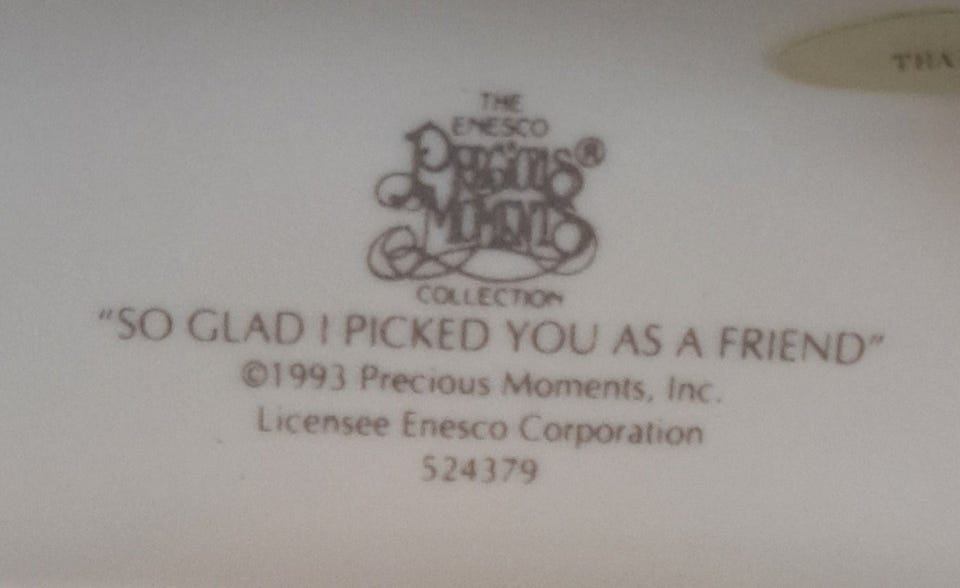 THE
ENESCO
PRECIOUS®
MOMENTS
COLLECTION
"SO GLAD I PICKED YOU AS A FRIEND"
©1993 Precious Moments, Inc.
Licensee Enesco Corporation
524379